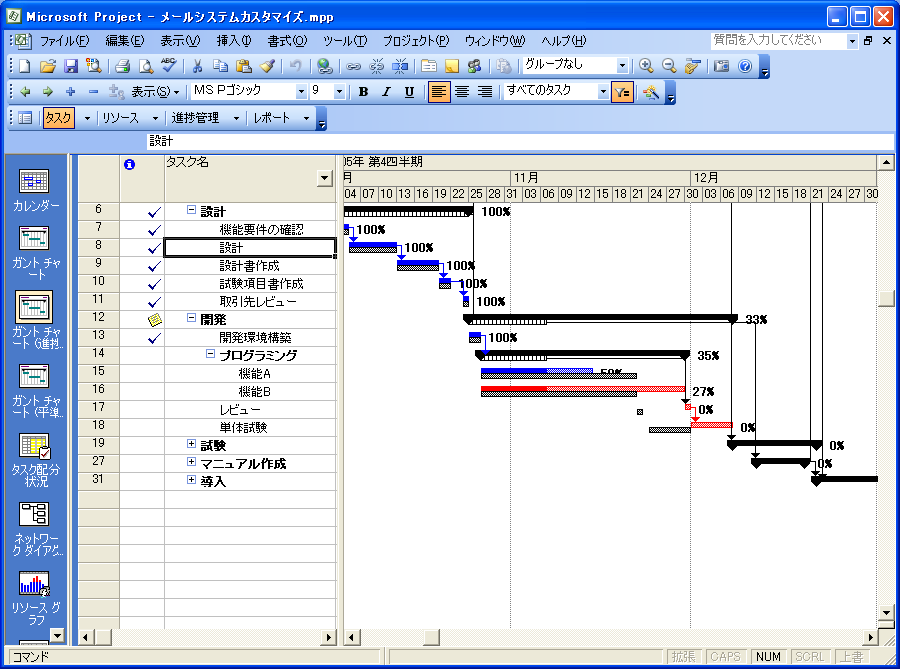 Microsoft Project - メールシステムカスタマイズ.mpp
ファイル(F) 編集(E) 表示(V) 挿入(I) 書式(O) ツール(T) プロジェクト(P) ウィンドウ(W) ヘルプ(H) 質問を入力してください
グループなし
表示(S) MS Pゴシック 9 B I U すべてのタスク
タスク リソース 進捗管理 レポート
設計
カレンダー
ガント チャート
ガント チャート (進捗..
ガント チャート (平準..
タスク配分状況
ネットワーク ダイアグ..
リソース グラフ
タスク名
05年 第4四半期
月 11月 12月
04 07 10 13 16 19 22 25 28 31 03 06 09 12 15 18 21 24 27 30 03 06 09 12 15 18 21 24 27 30
6 設計 100%
7 機能要件の確認 100%
8 設計 100%
9 設計書作成 100%
10 試験項目書作成 100%
11 取引先レビュー 100%
12 開発 33%
13 開発環境構築 100%
14 プログラミング 35%
15 機能A 50%
16 機能B 27%
17 レビュー 0%
18 単体試験 0%
19 試験 0%
27 マニュアル作成 0%
31 導入
コマンド 拡張 CAPS NUM SCRL 上書